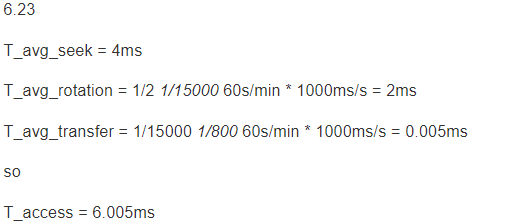 6.23
T_avg_seek = 4ms
T_avg_rotation = 1/2 1/15000 60s/min * 1000ms/s = 2ms
T_avg_transfer = 1/15000 1/800 60s/min * 1000ms/s = 0.005ms
so
T_access = 6.005ms